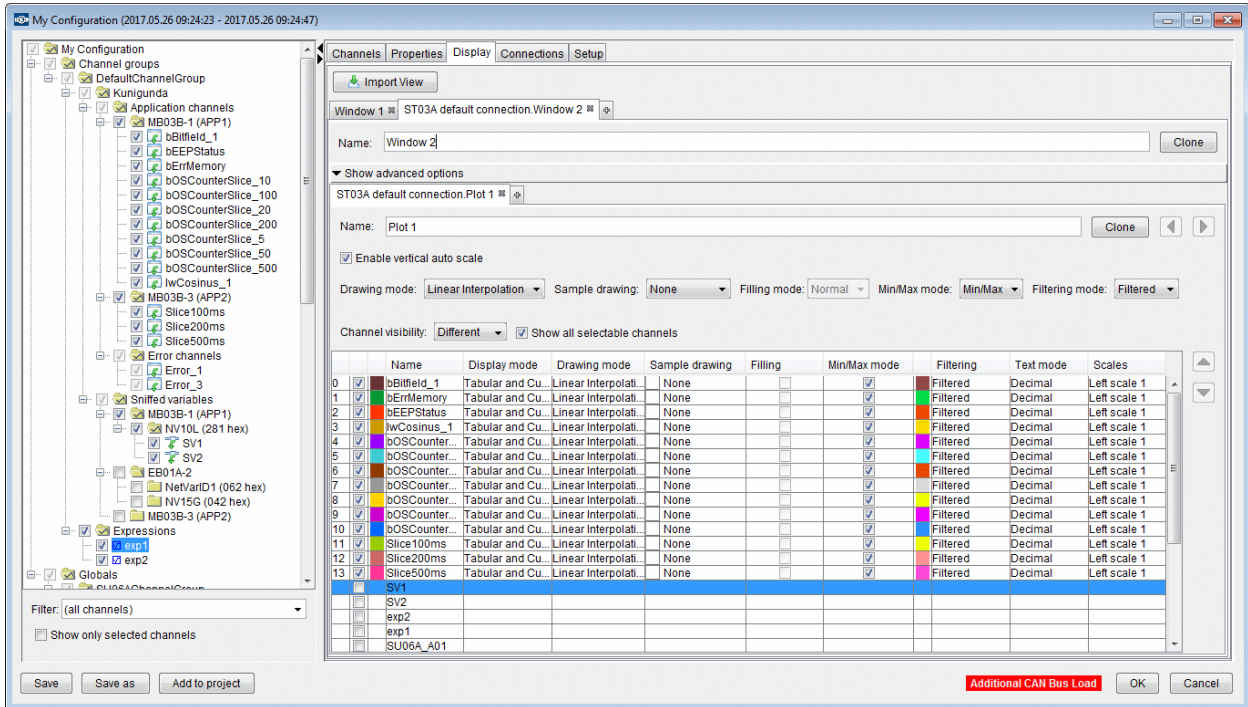 My Configuration (2017.05.26 09:24:23 - 2017.05.26 09:24:47)
My Configuration
Channel groups
DefaultChannelGroup
Kunigunda
Application channels
MB03B-1 (APP1)
bBitfield_1
bEEPStatus
bErrMemory
bOSCounterSlice_10
bOSCounterSlice_100
bOSCounterSlice_20
bOSCounterSlice_200
bOSCounterSlice_5
bOSCounterSlice_50
bOSCounterSlice_500
lwCosinus_1
MB03B-3 (APP2)
Slice100ms
Slice200ms
Slice500ms
Error channels
Error_1
Error_3
Sniffed variables
MB03B-1 (APP1)
NV10L (281 hex)
SV1
SV2
EB01A-2
NetVarID1 (062 hex)
NV15G (042 hex)
MB03B-3 (APP2)
Expressions
exp1
exp2
Globals
SU06AChannelGroup
Filter: (all channels)
Show only selected channels
Channels Properties Display Connections Setup
Import View
Window 1 ST03A default connection.Window 2
Name: Window 2 Clone
Show advanced options
ST03A default connection.Plot 1
Name: Plot 1 Clone
Enable vertical auto scale
Drawing mode: Linear Interpolation Sample drawing: None Filling mode: Normal Min/Max mode: Min/Max Filtering mode: Filtered
Channel visibility: Different Show all selectable channels
Name Display mode Drawing mode Sample drawing Filling Min/Max mode Filtering Text mode Scales
0 bBitfield_1 Tabular and Cu... Linear Interpolati... None Filtered Decimal Left scale 1
1 bErrMemory Tabular and Cu... Linear Interpolati... None Filtered Decimal Left scale 1
2 bEEPStatus Tabular and Cu... Linear Interpolati... None Filtered Decimal Left scale 1
3 lwCosinus_1 Tabular and Cu... Linear Interpolati... None Filtered Decimal Left scale 1
4 bOSCounter... Tabular and Cu... Linear Interpolati... None Filtered Decimal Left scale 1
5 bOSCounter... Tabular and Cu... Linear Interpolati... None Filtered Decimal Left scale 1
6 bOSCounter... Tabular and Cu... Linear Interpolati... None Filtered Decimal Left scale 1
7 bOSCounter... Tabular and Cu... Linear Interpolati... None Filtered Decimal Left scale 1
8 bOSCounter... Tabular and Cu... Linear Interpolati... None Filtered Decimal Left scale 1
9 bOSCounter... Tabular and Cu... Linear Interpolati... None Filtered Decimal Left scale 1
10 bOSCounter... Tabular and Cu... Linear Interpolati... None Filtered Decimal Left scale 1
11 Slice100ms Tabular and Cu... Linear Interpolati... None Filtered Decimal Left scale 1
12 Slice200ms Tabular and Cu... Linear Interpolati... None Filtered Decimal Left scale 1
13 Slice500ms Tabular and Cu... Linear Interpolati... None Filtered Decimal Left scale 1
SV1
SV2
exp2
exp1
SU06A_A01
Save Save as Add to project Additional CAN Bus Load OK Cancel